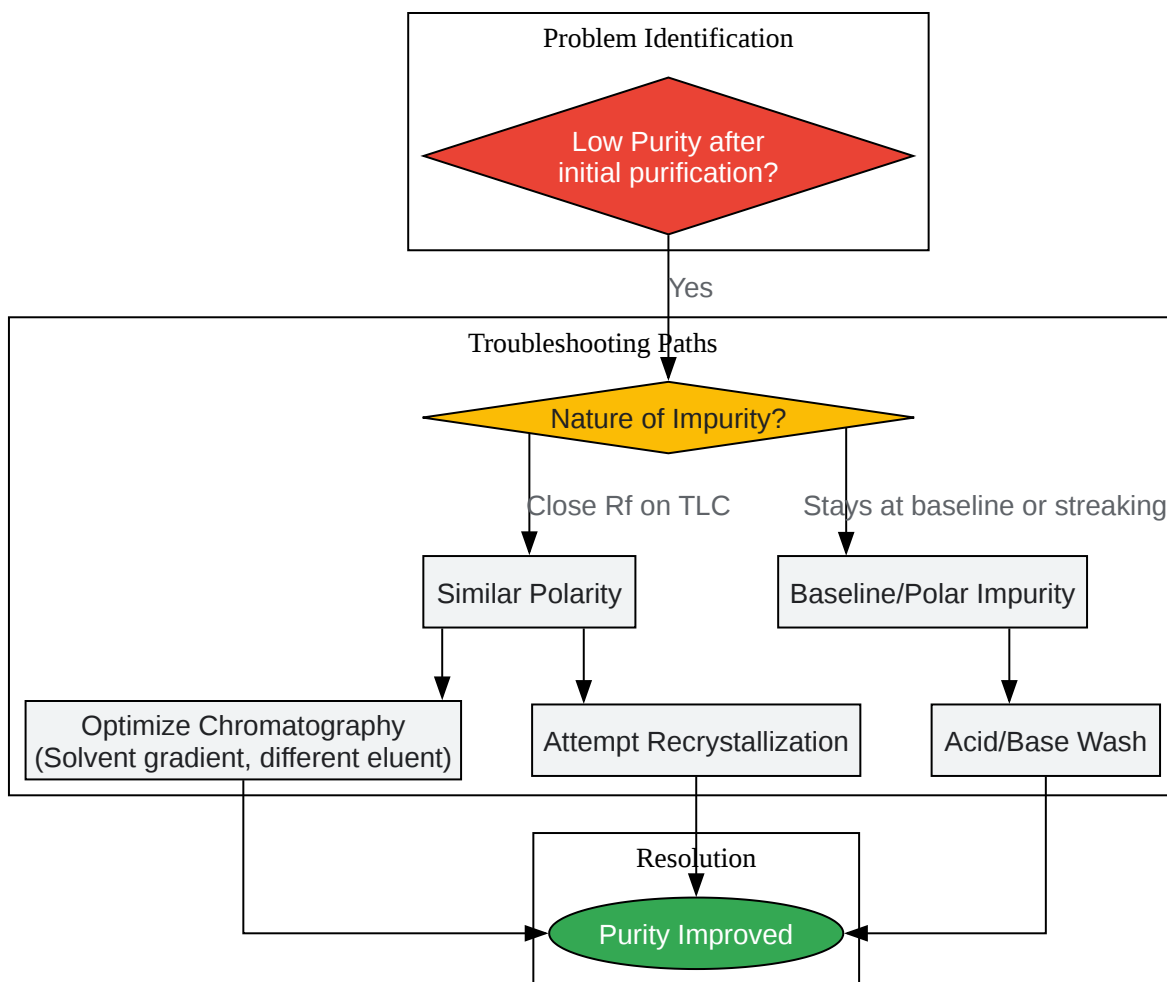 Problem Identification
Low Purity after
initial purification?
Yes
Troubleshooting Paths
Nature of Impurity?
Close Rf on TLC
Stays at baseline or streaking
Similar Polarity
Baseline/Polar Impurity
Optimize Chromatography
(Solvent gradient, different eluent)
Attempt Recrystallization
Acid/Base Wash
Resolution
Purity Improved